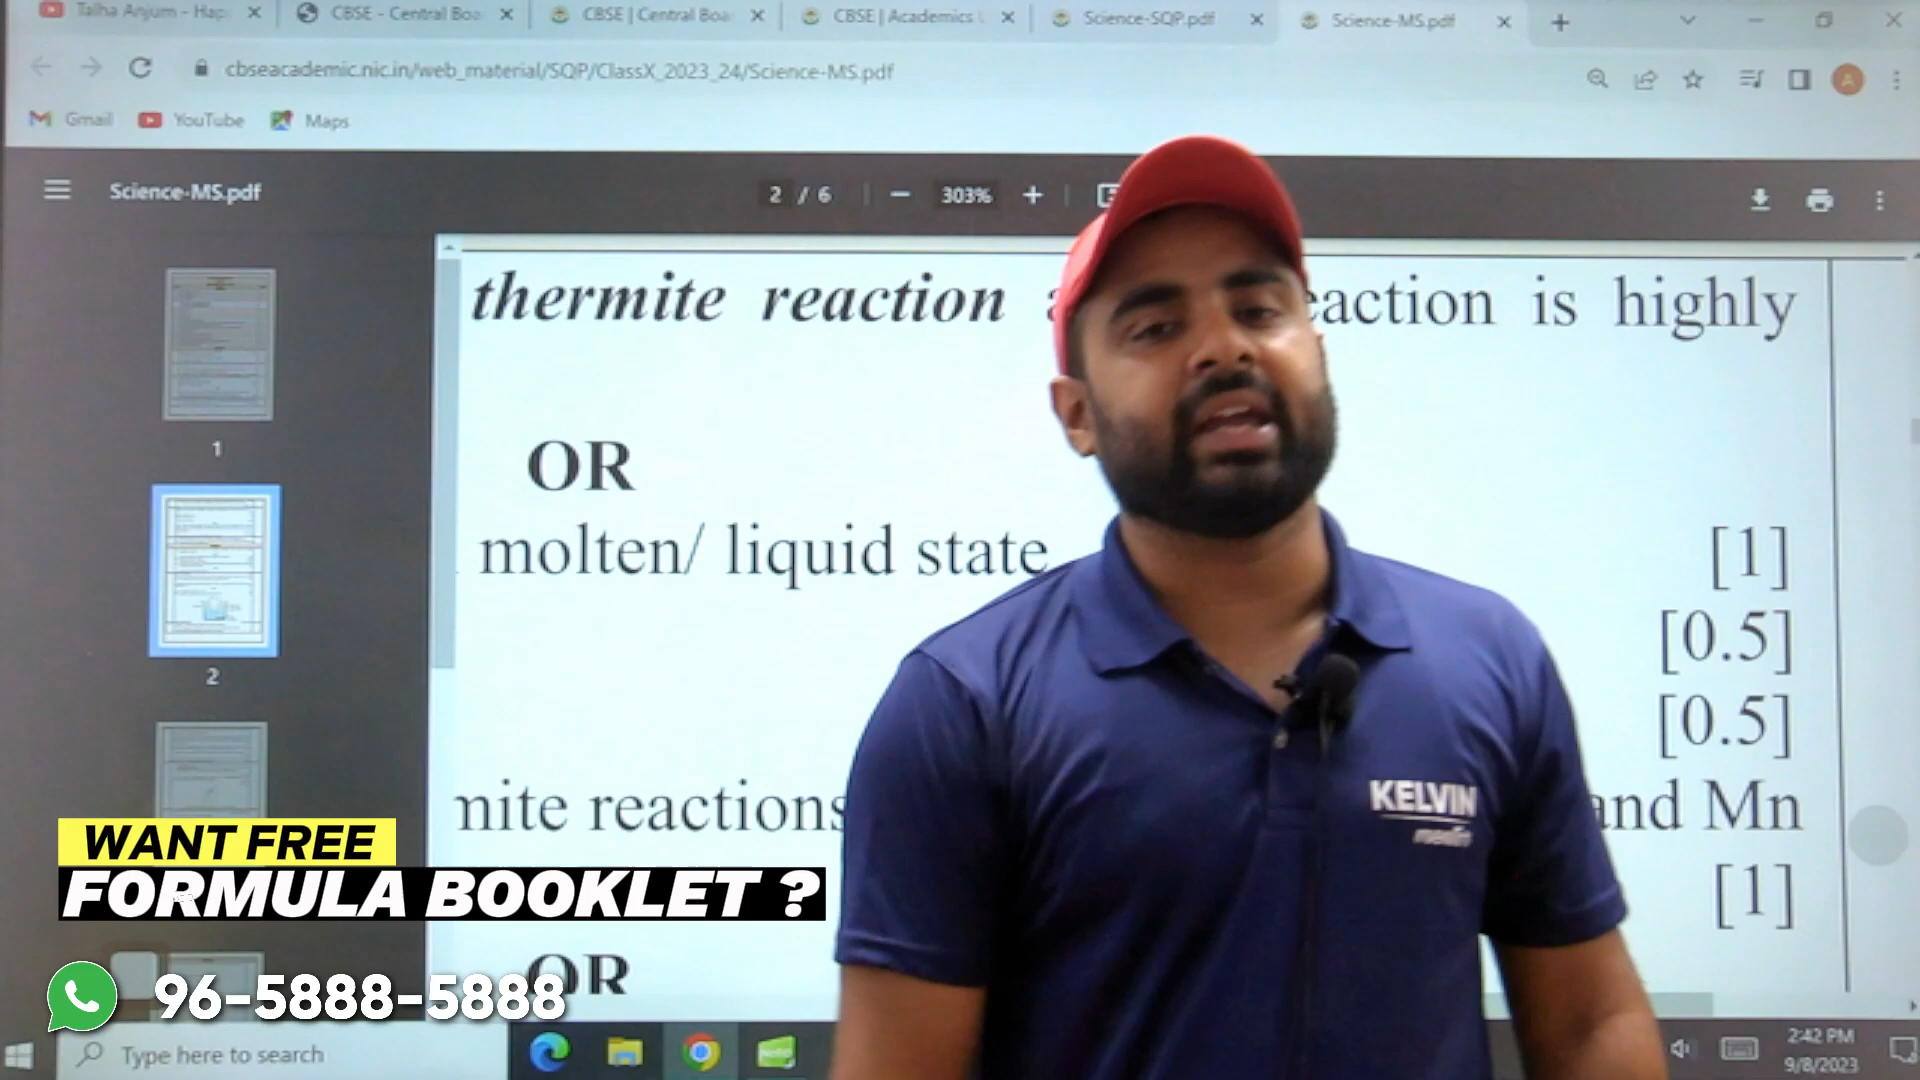 Talha Anjum - Hap
CBSE - Central Boa
CBSE | Central Boa
CBSE | Academics U
Science-SQP.pdf
Science-MS.pdf
cbseacademic.nic.in/web_material/SQP/ClassX_2023_24/Science-MS.pdf
A
Gmail
YouTube
Maps
Science-MS.pdf
2 / 6
303%
thermite reaction a eaction is highly
1
OR
molten/ liquid state [1]
[0.5]
2
[0.5]
KELVIN
mite reactions and Mn
WANT FREE
FORMULA BOOKLET ?
[1]
OR
96-5888-5888
Type here to search
2:42 PM
9/8/2023